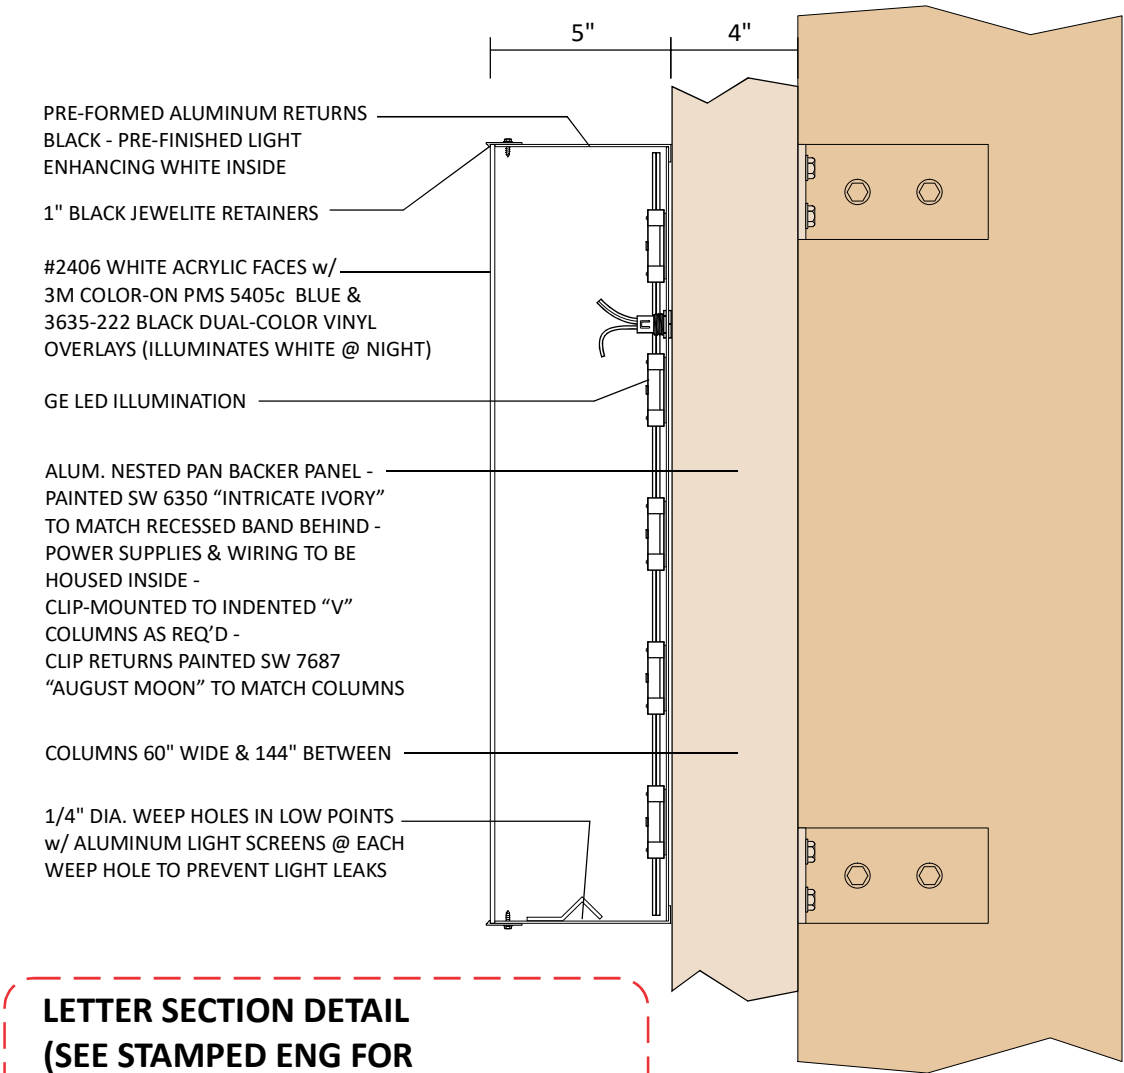 5" 4"
PRE-FORMED ALUMINUM RETURNS
BLACK - PRE-FINISHED LIGHT
ENHANCING WHITE INSIDE
1" BLACK JEWELITE RETAINERS
#2406 WHITE ACRYLIC FACES w/
3M COLOR-ON PMS 5405c BLUE &
3635-222 BLACK DUAL-COLOR VINYL
OVERLAYS (ILLUMINATES WHITE @ NIGHT)
GE LED ILLUMINATION
ALUM. NESTED PAN BACKER PANEL -
PAINTED SW 6350 “INTRICATE IVORY”
TO MATCH RECESSED BAND BEHIND -
POWER SUPPLIES & WIRING TO BE
HOUSED INSIDE -
CLIP-MOUNTED TO INDENTED “V”
COLUMNS AS REQ’D -
CLIP RETURNS PAINTED SW 7687
“AUGUST MOON” TO MATCH COLUMNS
COLUMNS 60" WIDE & 144" BETWEEN
1/4" DIA. WEEP HOLES IN LOW POINTS
w/ ALUMINUM LIGHT SCREENS @ EACH
WEEP HOLE TO PREVENT LIGHT LEAKS
LETTER SECTION DETAIL
(SEE STAMPED ENG FOR